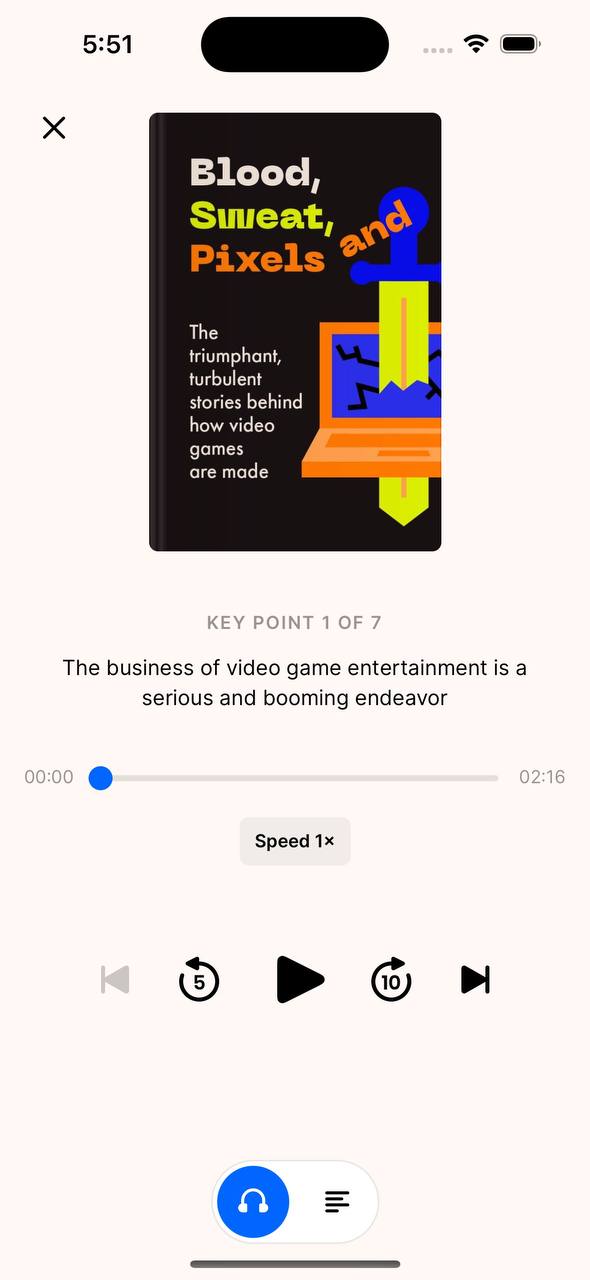 5:51
Blood,
Sweat,
and
Pixels
The
triumphant,
turbulent
stories behind
how video
games
are made
KEY POINT 1 OF 7
The business of video game entertainment is a
serious and booming endeavor
00:00
02:16
Speed 1×
5
10